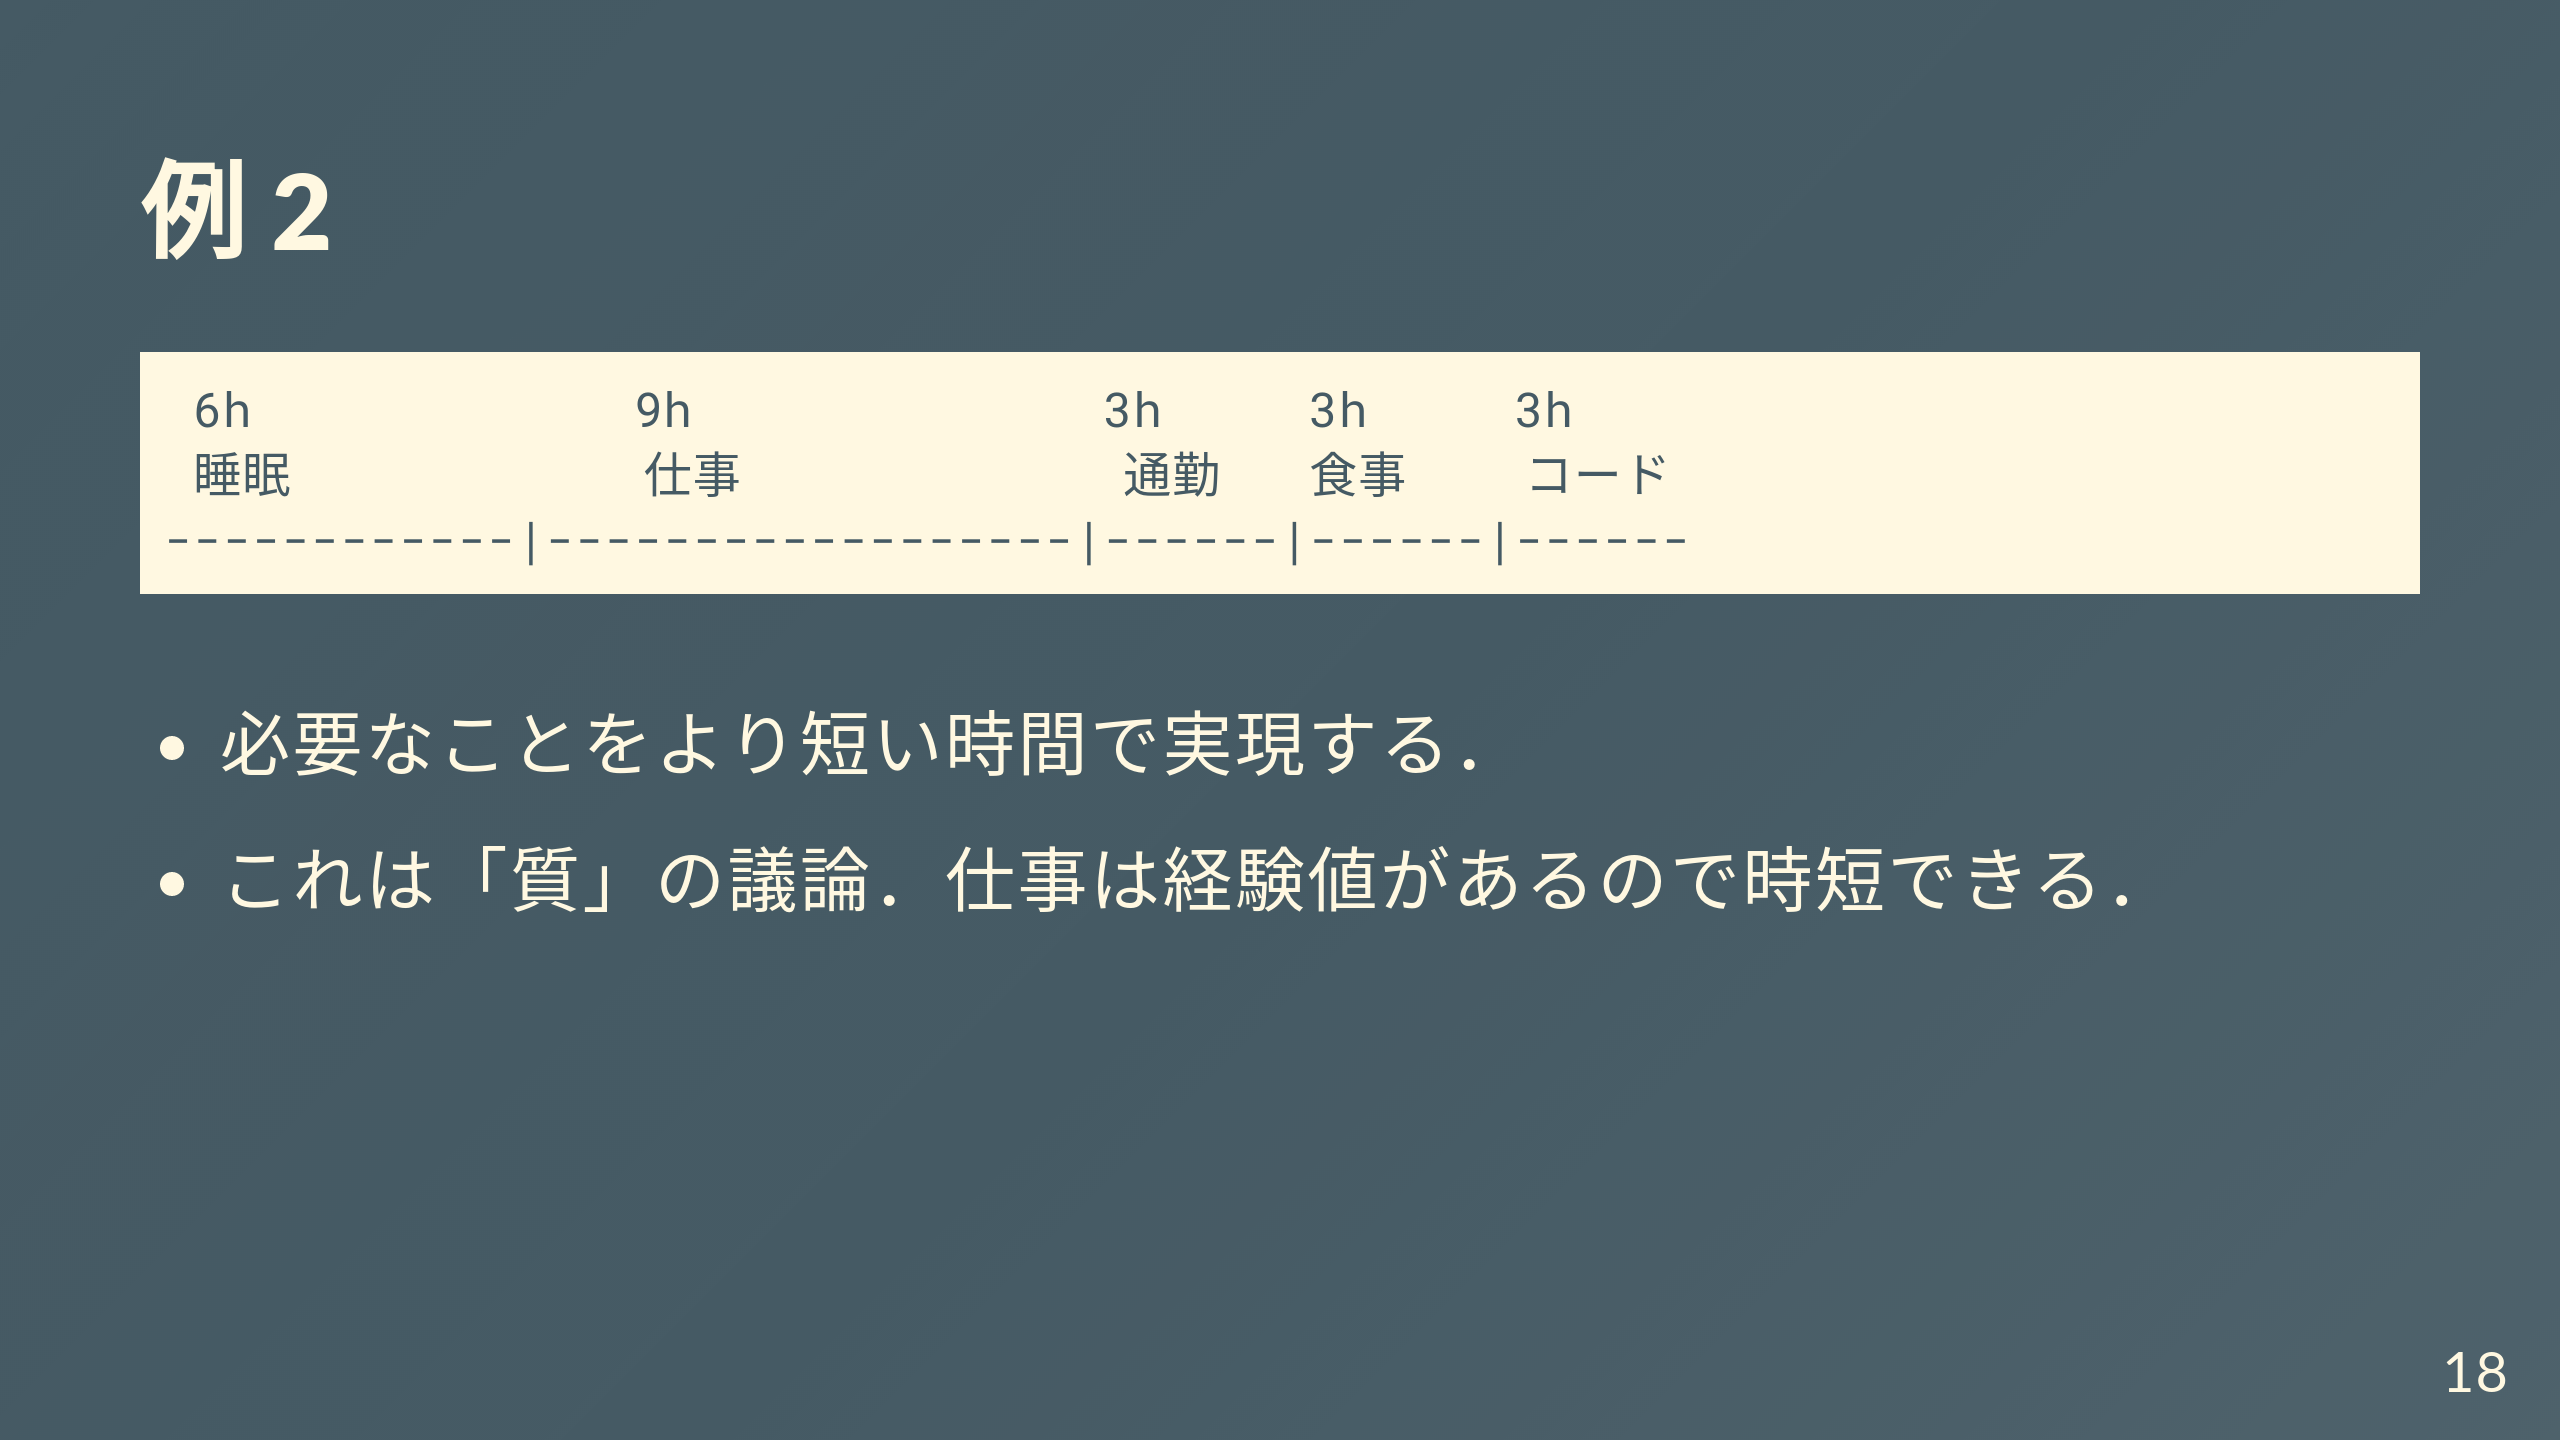 例 2
6h 9h 3h 3h 3h
睡眠 仕事 通勤 食事 コード
------------|------------------|------|------|------
• 必要なことをより短い時間で実現する．
• これは「質」の議論．仕事は経験値があるので時短できる．
18